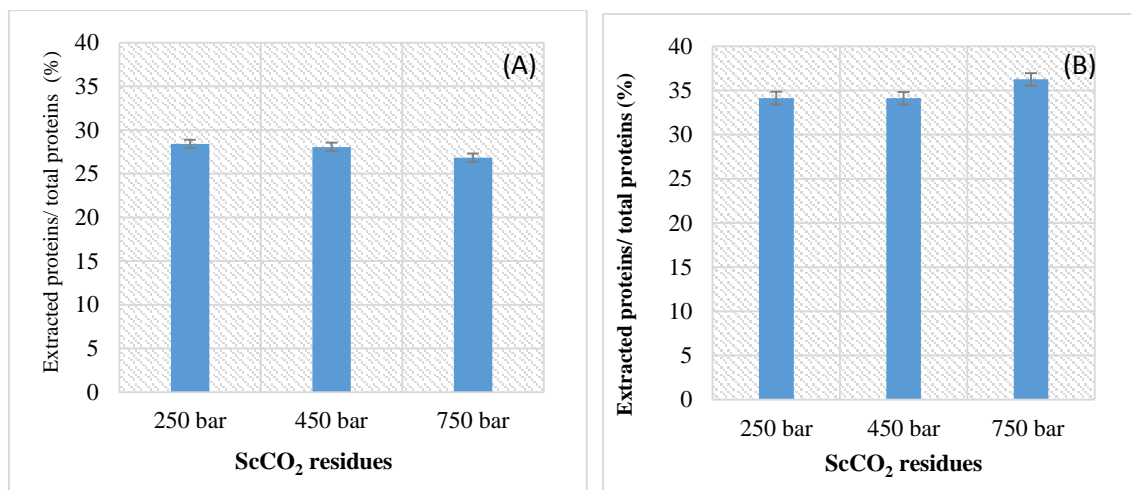 (A)
Extracted proteins/ total proteins (%)
40
35
30
25
20
15
10
5
0
250 bar 450 bar 750 bar
ScCO₂ residues
(B)
Extracted proteins/ total proteins (%)
40
35
30
25
20
15
10
5
0
250 bar 450 bar 750 bar
ScCO₂ residues